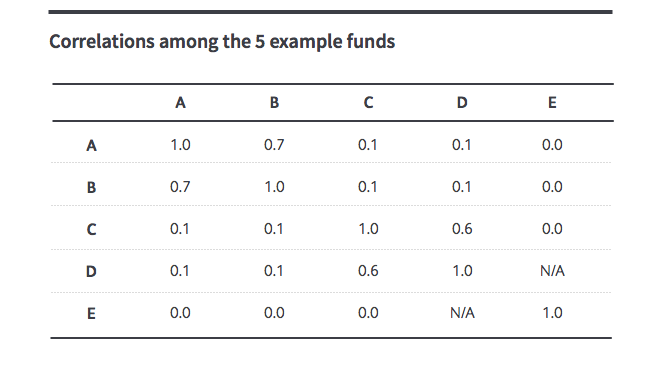 Correlations among the 5 example funds
A B C D E
A 1.0 0.7 0.1 0.1 0.0
B 0.7 1.0 0.1 0.1 0.0
C 0.1 0.1 1.0 0.6 0.0
D 0.1 0.1 0.6 1.0 N/A
E 0.0 0.0 0.0 N/A 1.0